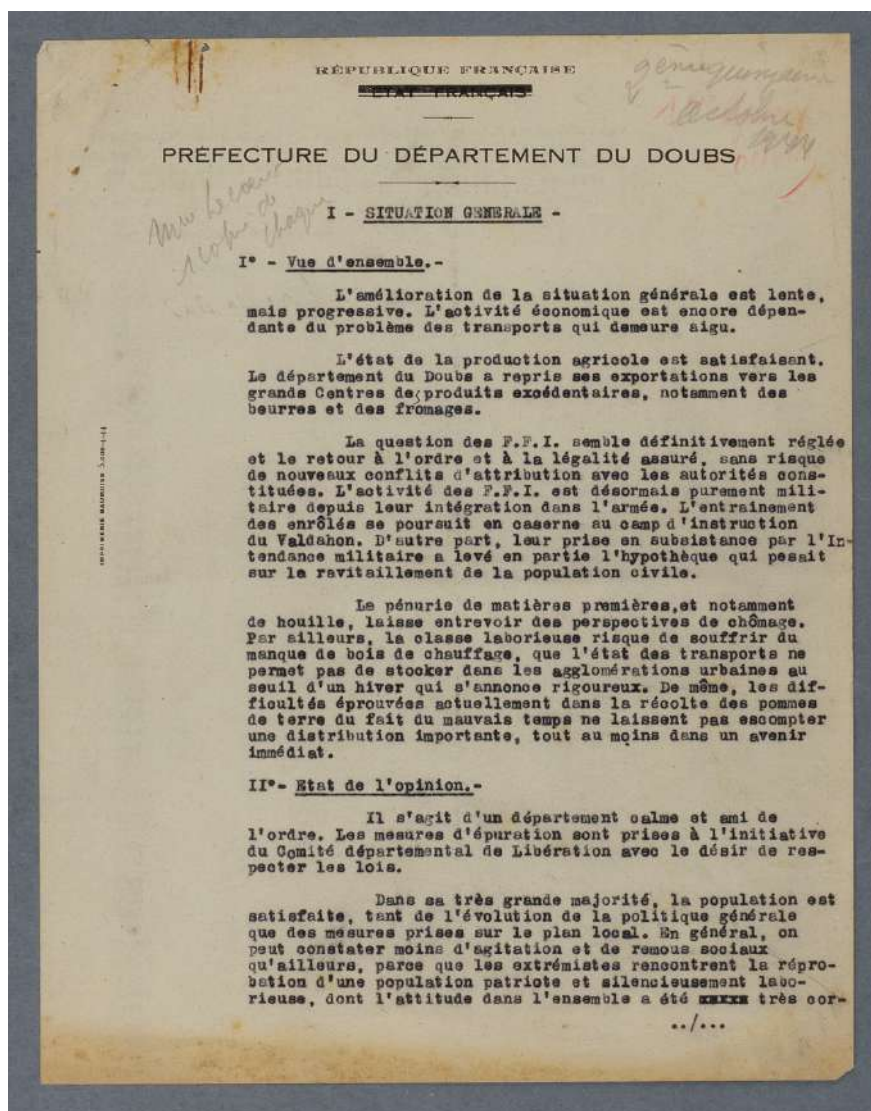 RÉPUBLIQUE FRANÇAISE
ETAT FRANÇAIS
Octobre
1944
PRÉFECTURE DU DÉPARTEMENT DU DOUBS
I - SITUATION GENERALE -
I° - Vue d'ensemble.-
L'amélioration de la situation générale est lente,
mais progressive. L'activité économique est encore dépen-
dante du problème des transports qui demeure aigu.
L'état de la production agricole est satisfaisant.
Le département du Doubs a repris ses exportations vers les
grands Centres de produits excédentaires, notamment des
beurres et des fromages.
La question des F.F.I. semble définitivement réglée
et le retour à l'ordre et à la légalité assuré, sans risque
de nouveaux conflits d'attribution avec les autorités cons-
tituées. L'activité des F.F.I. est désormais purement mili-
taire depuis leur intégration dans l'armée. L'entrainement
des enrôlés se poursuit en caserne au camp d'instruction
du Valdahon. D'autre part, leur prise en subsistance par l'In-
tendance militaire a levé en partie l'hypothèque qui pesait
sur le ravitaillement de la population civile.
Le pénurie de matières premières,et notamment
de houille, laisse entrevoir des perspectives de chômage.
Par ailleurs, la classe laborieuse risque de souffrir du
manque de bois de chauffage, que l'état des transports ne
permet pas de stocker dans les agglomérations urbaines au
seuil d'un hiver qui s'annonce rigoureux. De même, les dif-
ficultés éprouvées actuellement dans la récolte des pommes
de terre du fait du mauvais temps ne laissent pas escompter
une distribution importante, tout au moins dans un avenir
immédiat.
II°- Etat de l'opinion.-
Il s'agit d'un département calme et ami de
l'ordre. Les mesures d'épuration sont prises à l'initiative
du Comité départemental de Libération avec le désir de res-
pecter les lois.
Dans sa très grande majorité, la population est
satisfaite, tant de l'évolution de la politique générale
que des mesures prises sur le plan local. En général, on
peut constater moins d'agitation et de remous sociaux
qu'ailleurs, parce que les extrémistes rencontrent la répro-
bation d'une population patriote et silencieusement labo-
rieuse, dont l'attitude dans l'ensemble a été xxxxx très cor-
../...